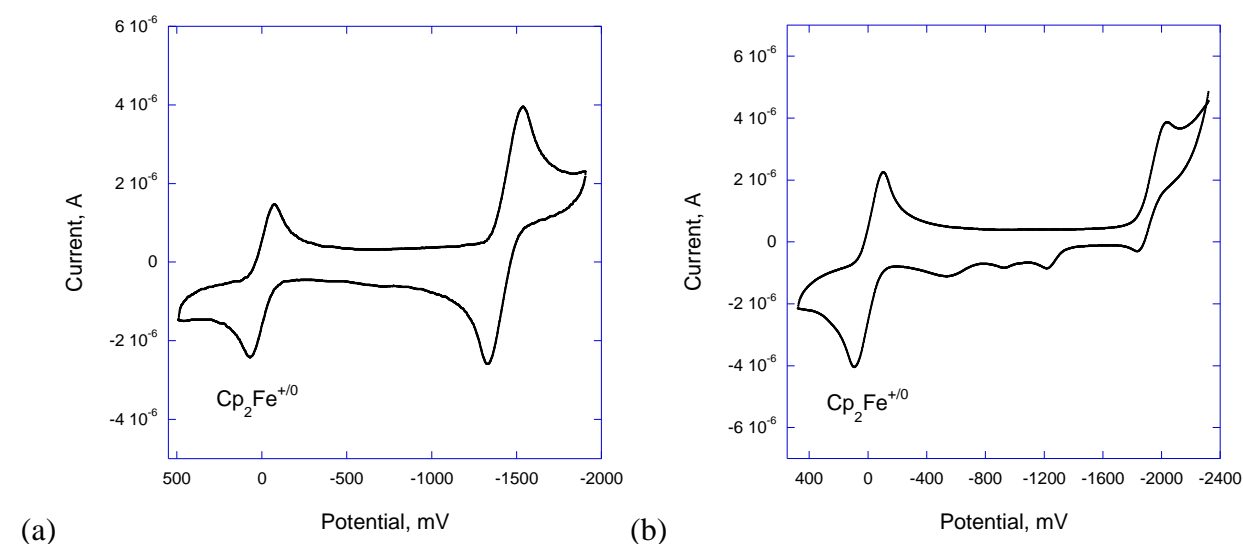 6 10⁻⁶
4 10⁻⁶
2 10⁻⁶
0
-2 10⁻⁶
-4 10⁻⁶
Current, A
Cp₂Fe⁺/⁰
500 0 -500 -1000 -1500 -2000
Potential, mV
(a)
6 10⁻⁶
4 10⁻⁶
2 10⁻⁶
0
-2 10⁻⁶
-4 10⁻⁶
-6 10⁻⁶
Current, A
Cp₂Fe⁺/⁰
400 0 -400 -800 -1200 -1600 -2000 -2400
Potential, mV
(b)